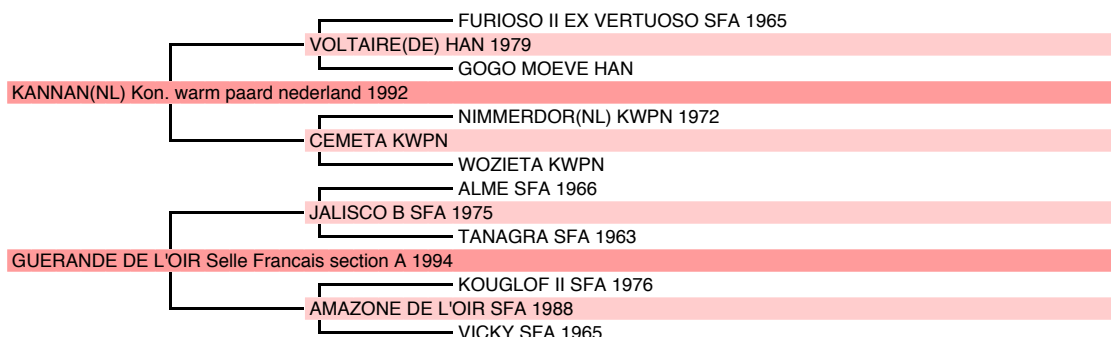 FURIOSO II EX VERTUOSO SFA 1965
VOLTAIRE(DE) HAN 1979
GOGO MOEVE HAN
KANNAN(NL) Kon. warm paard nederland 1992
NIMMERDOR(NL) KWPN 1972
CEMETA KWPN
WOZIETA KWPN
ALME SFA 1966
JALISCO B SFA 1975
TANAGRA SFA 1963
GUERANDE DE L'OIR Selle Francais section A 1994
KOUGLOF II SFA 1976
AMAZONE DE L'OIR SFA 1988
VICKY SFA 1965